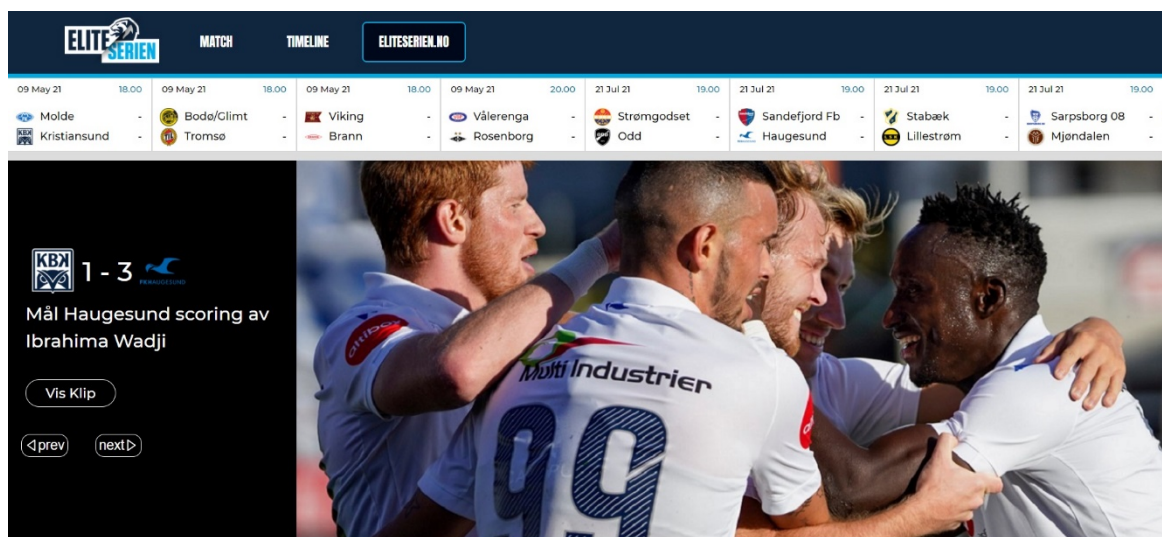 ELITE
SERIEN
MATCH
TIMELINE
ELITESERIEN.NO
09 May 21 18.00
Molde -
Kristiansund -
09 May 21 18.00
Bodø/Glimt -
Tromsø -
09 May 21 18.00
Viking -
Brann -
09 May 21 20.00
Vålerenga -
Rosenborg -
21 Jul 21 19.00
Strømgodset -
Odd -
21 Jul 21 19.00
Sandefjord Fb -
Haugesund -
21 Jul 21 19.00
Stabæk -
Lillestrøm -
21 Jul 21 19.00
Sarpsborg 08 -
Mjøndalen -
KBK
1 - 3
FK HAUGESUND
Mål Haugesund scoring av
Ibrahima Wadji
Vis Klip
prev
next
altibox
Multi Industrier
99